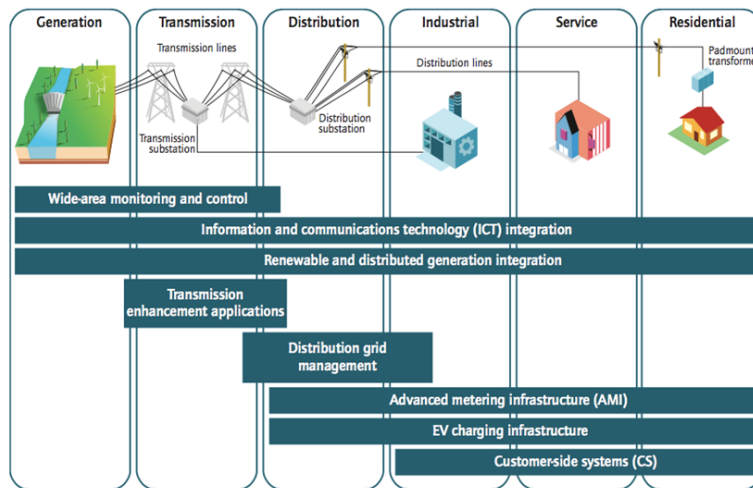 Generation
Transmission
Distribution
Industrial
Service
Residential
Transmission lines
Padmount
transforme
Distribution lines
Distribution
substation
Transmission
substation
Wide-area monitoring and control
Information and communications technology (ICT) integration
Renewable and distributed generation integration
Transmission
enhancement applications
Distribution grid
management
Advanced metering infrastructure (AMI)
EV charging infrastructure
Customer-side systems (CS)